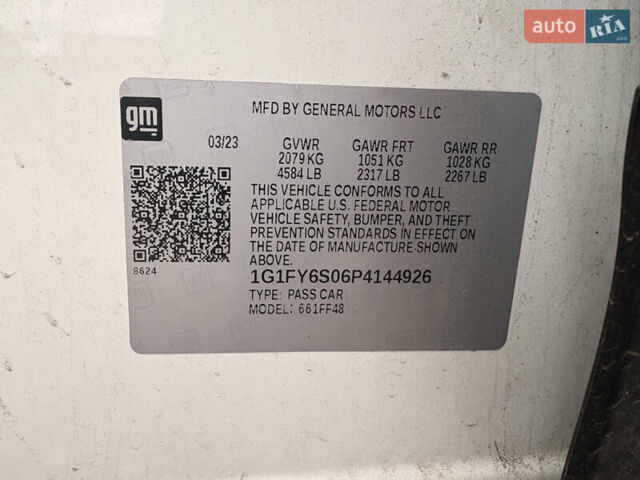 auto RIA .com
gm
MFD BY GENERAL MOTORS LLC
03/23 GVWR GAWR FRT GAWR RR
2079 KG 1051 KG 1028 KG
4584 LB 2317 LB 2267 LB
THIS VEHICLE CONFORMS TO ALL
APPLICABLE U.S. FEDERAL MOTOR
VEHICLE SAFETY, BUMPER, AND THEFT
PREVENTION STANDARDS IN EFFECT ON
THE DATE OF MANUFACTURE SHOWN
ABOVE.
8624
1G1FY6S06P4144926
TYPE: PASS CAR
MODEL: 661FF48